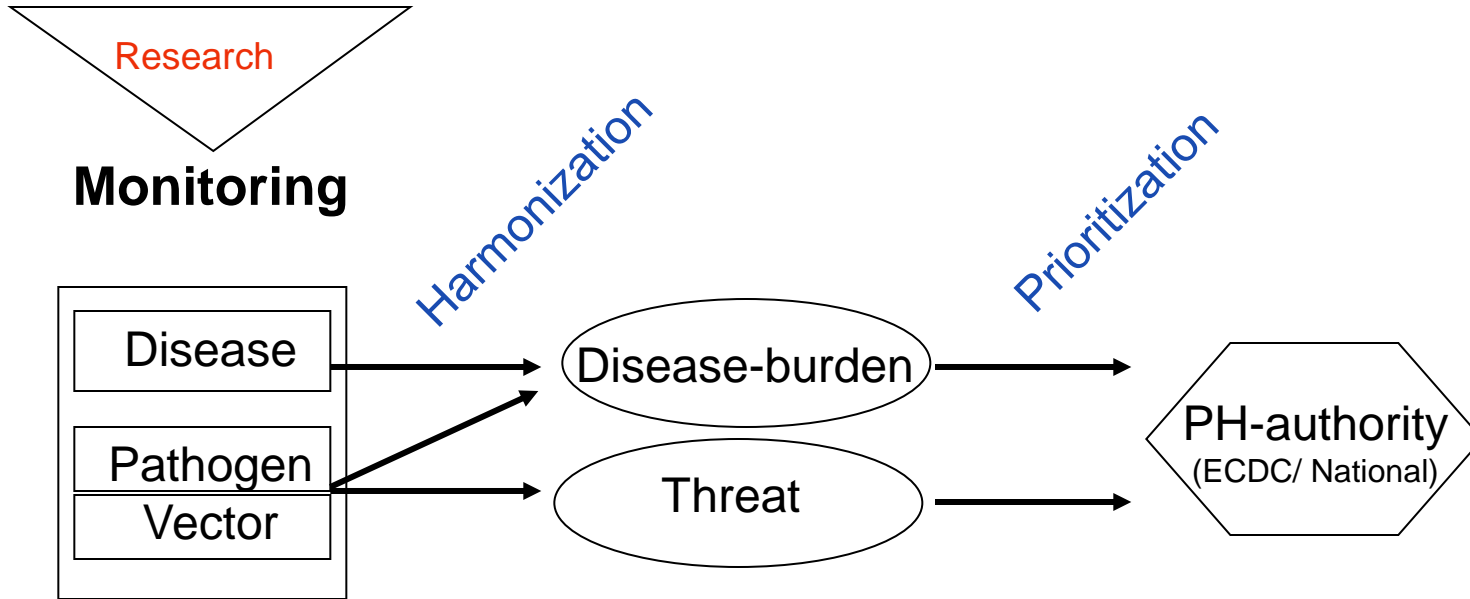 Research
Monitoring
Harmonization
Prioritization
Disease
Pathogen
Vector
Disease-burden
Threat
PH-authority
(ECDC/ National)